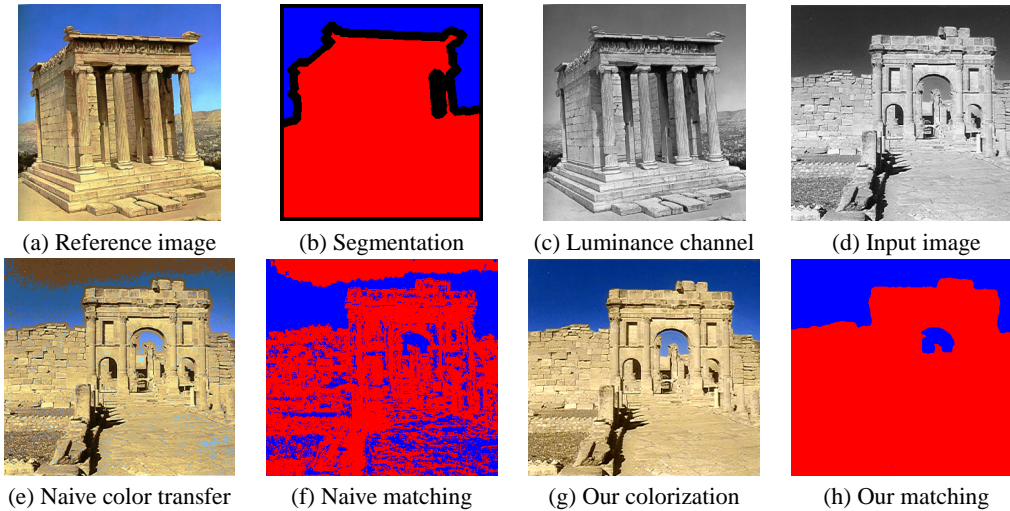 (a) Reference image
(b) Segmentation
(c) Luminance channel
(d) Input image
(e) Naive color transfer
(f) Naive matching
(g) Our colorization
(h) Our matching